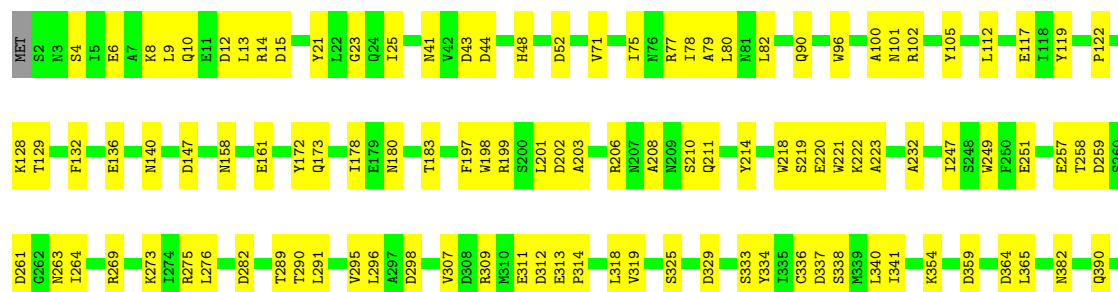 MET S2 N3 S4 I5 E6 A7 K8 L9 Q10 E11 D12 L13 R14 D15 Y21 L22 G23 Q24 I25 N41 V42 D43 D44 H48 D52 V71 I75 N76 R77 I78 A79 L80 N81 L82 Q90 W96 A100 N101 R102 Y105 L112 E117 I118 Y119 P122
K128 T129 F132 E136 N140 D147 N158 E161 Y172 Q173 I178 E179 N180 T183 F197 W198 R199 S200 L201 D202 A203 R206 N207 A208 N209 S210 Q211 Y214 W218 S219 E220 W221 K222 A223 A232 I247 S248 W249 F250 E251 E257 T258 D259 S260
D261 G262 N263 I264 R269 K273 I274 R275 L276 D282 T289 T290 L291 V295 L296 A297 D298 V307 D308 R309 M310 E311 D312 E313 P314 L318 V319 S325 D329 S333 Y334 I335 C336 D337 S338 M339 L340 I341 K354 D359 D364 L365 N382 Q390